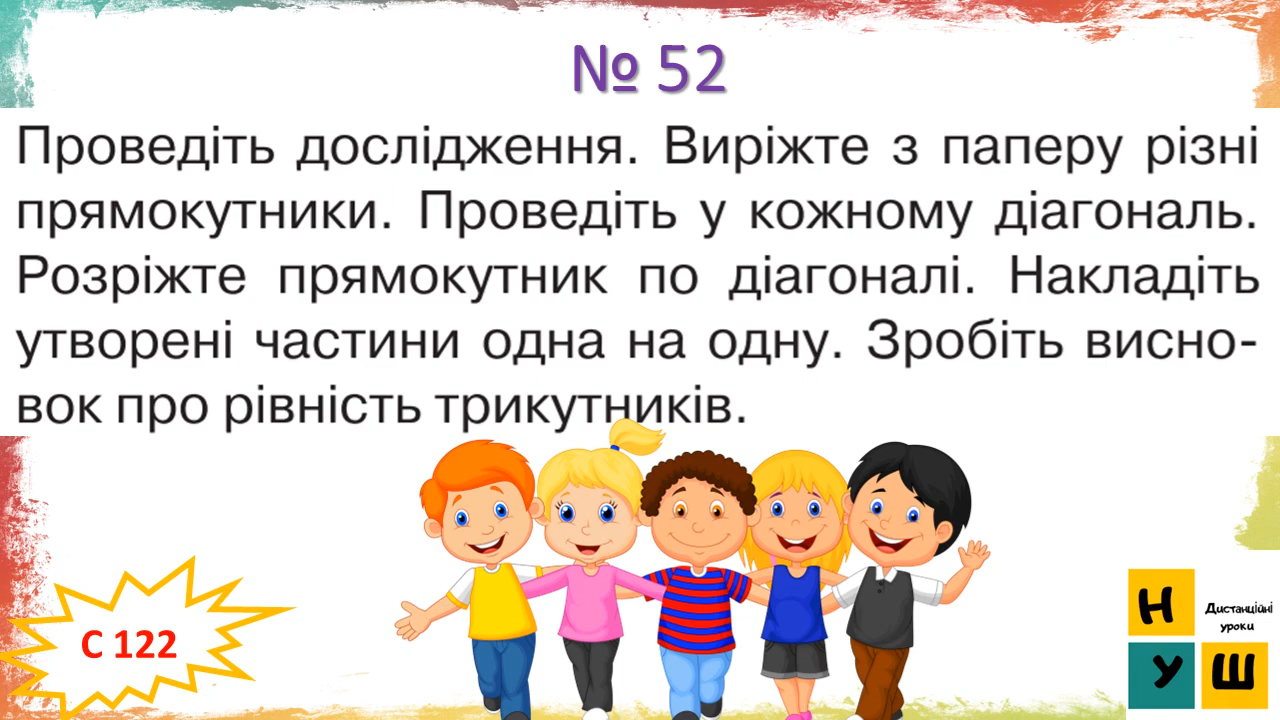 № 52
Проведіть дослідження. Виріжте з паперу різні
прямокутники. Проведіть у кожному діагональ.
Розріжте прямокутник по діагоналі. Накладіть
утворені частини одна на одну. Зробіть висно-
вок про рівність трикутників.
С 122
Н
Дистанційні
уроки
У Ш